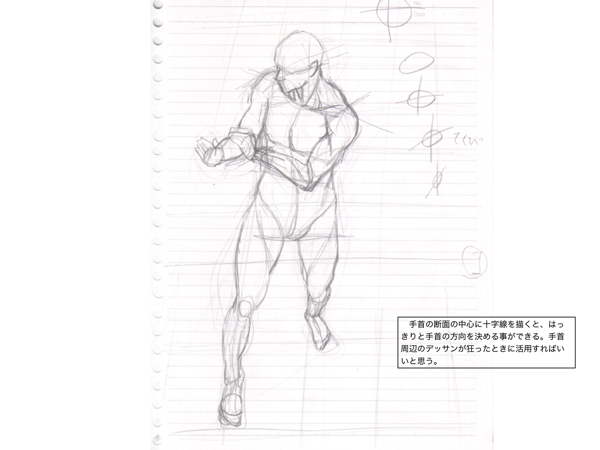 てくび
　手首の断面の中心に十字線を描くと、はっ
きりと手首の方向を決める事ができる。手首
周辺のデッサンが狂ったときに活用すればい
いと思う。